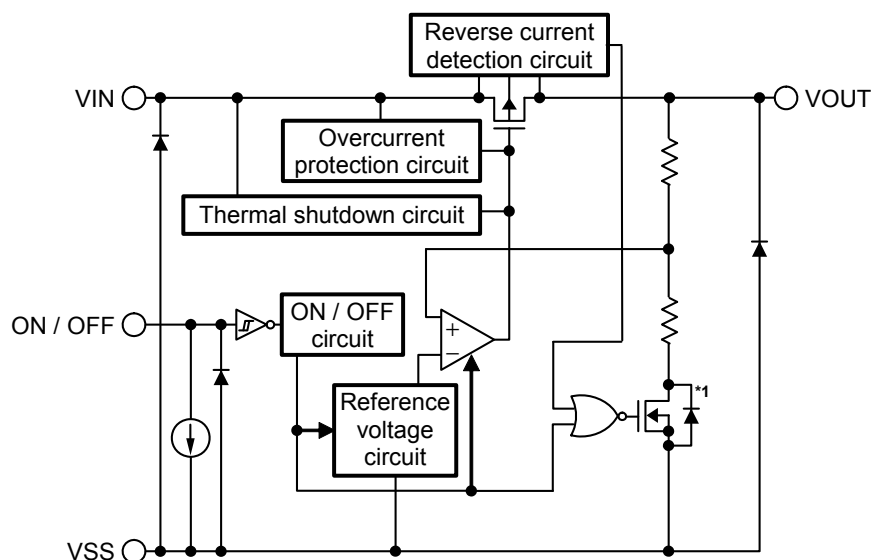 Reverse current
detection circuit
VIN
VOUT
Overcurrent
protection circuit
Thermal shutdown circuit
ON / OFF
ON / OFF
circuit
+
−
*1
Reference
voltage
circuit
VSS